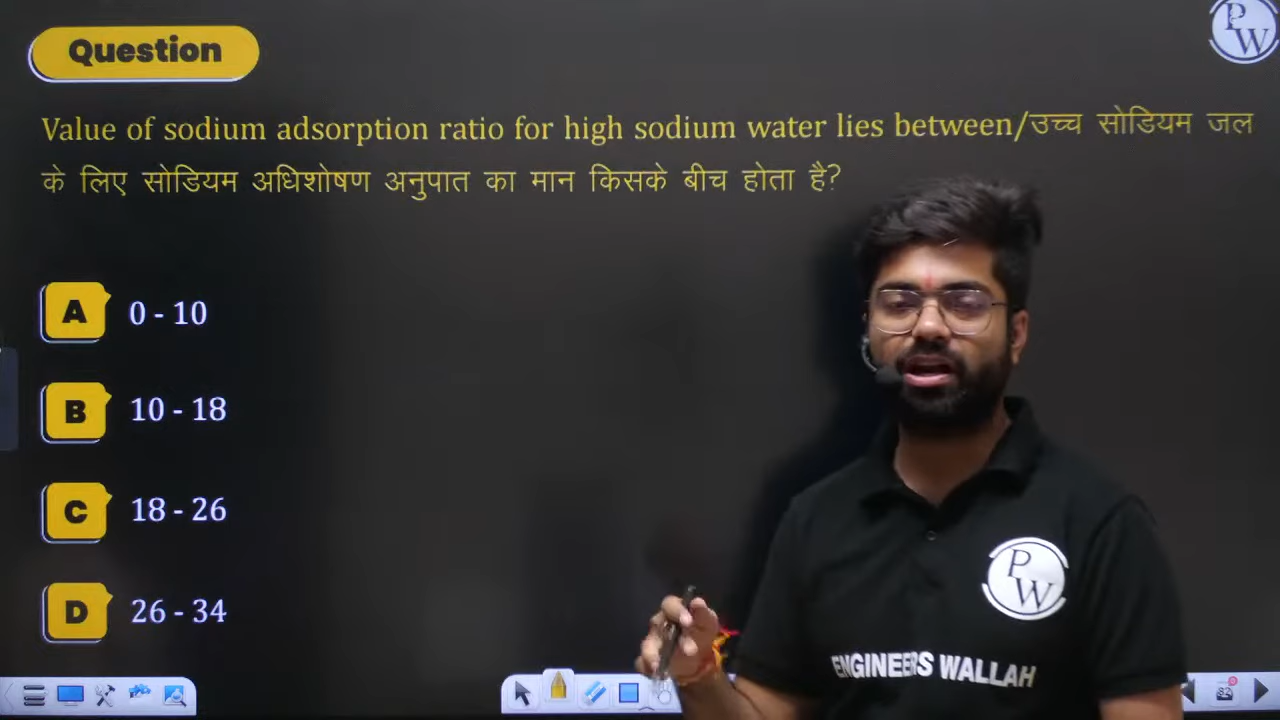 Question
PW
Value of sodium adsorption ratio for high sodium water lies between/उच्च सोडियम जल
के लिए सोडियम अधिशोषण अनुपात का मान किसके बीच होता है?
A 0 - 10
B 10 - 18
C 18 - 26
D 26 - 34
PW
ENGINEERS WALLAH
82